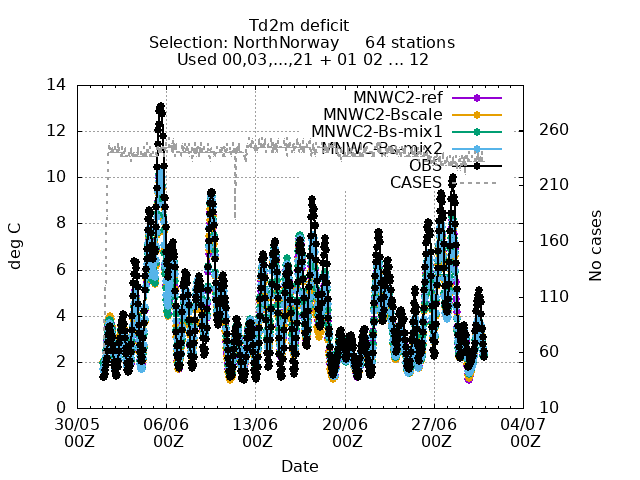 Td2m deficit
Selection: NorthNorway 64 stations
Used 00,03,...,21 + 01 02 ... 12
MNWC2-ref
MNWC2-Bscale
MNWC2-Bs-mix1
MNWC-Bs-mix2
OBS
CASES
14
12
10
8
6
4
2
0
deg C
260
210
160
110
60
10
No cases
30/05 06/06 13/06 20/06 27/06 04/07
00Z 00Z 00Z 00Z 00Z 00Z
Date